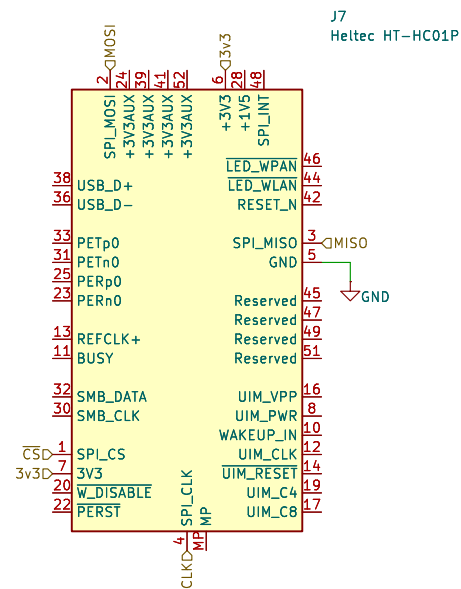 J7
Heltec HT-HC01P
MOSI 3v3
2 24 39 41 52 6 28 48
SPI_MOSI +3V3AUX +3V3AUX +3V3AUX +3V3AUX +3V3 +1V5 SPI_INT
LED_WPAN 46
38 USB_D+ LED_WLAN 44
36 USB_D- RESET_N 42
33 PETp0 SPI_MISO 3 MISO
31 PETn0 GND 5
25 PERp0
23 PERn0 Reserved 45
GND
Reserved 47
13 REFCLK+ Reserved 49
11 BUSY Reserved 51
32 SMB_DATA UIM_VPP 16
30 SMB_CLK UIM_PWR 8
WAKEUP_IN 10
CS 1 SPI_CS UIM_CLK 12
3v3 7 3V3 UIM_RESET 14
20 W_DISABLE UIM_C4 19
22 PERST UIM_C8 17
SPI_CLK MP
4 MP
CLK